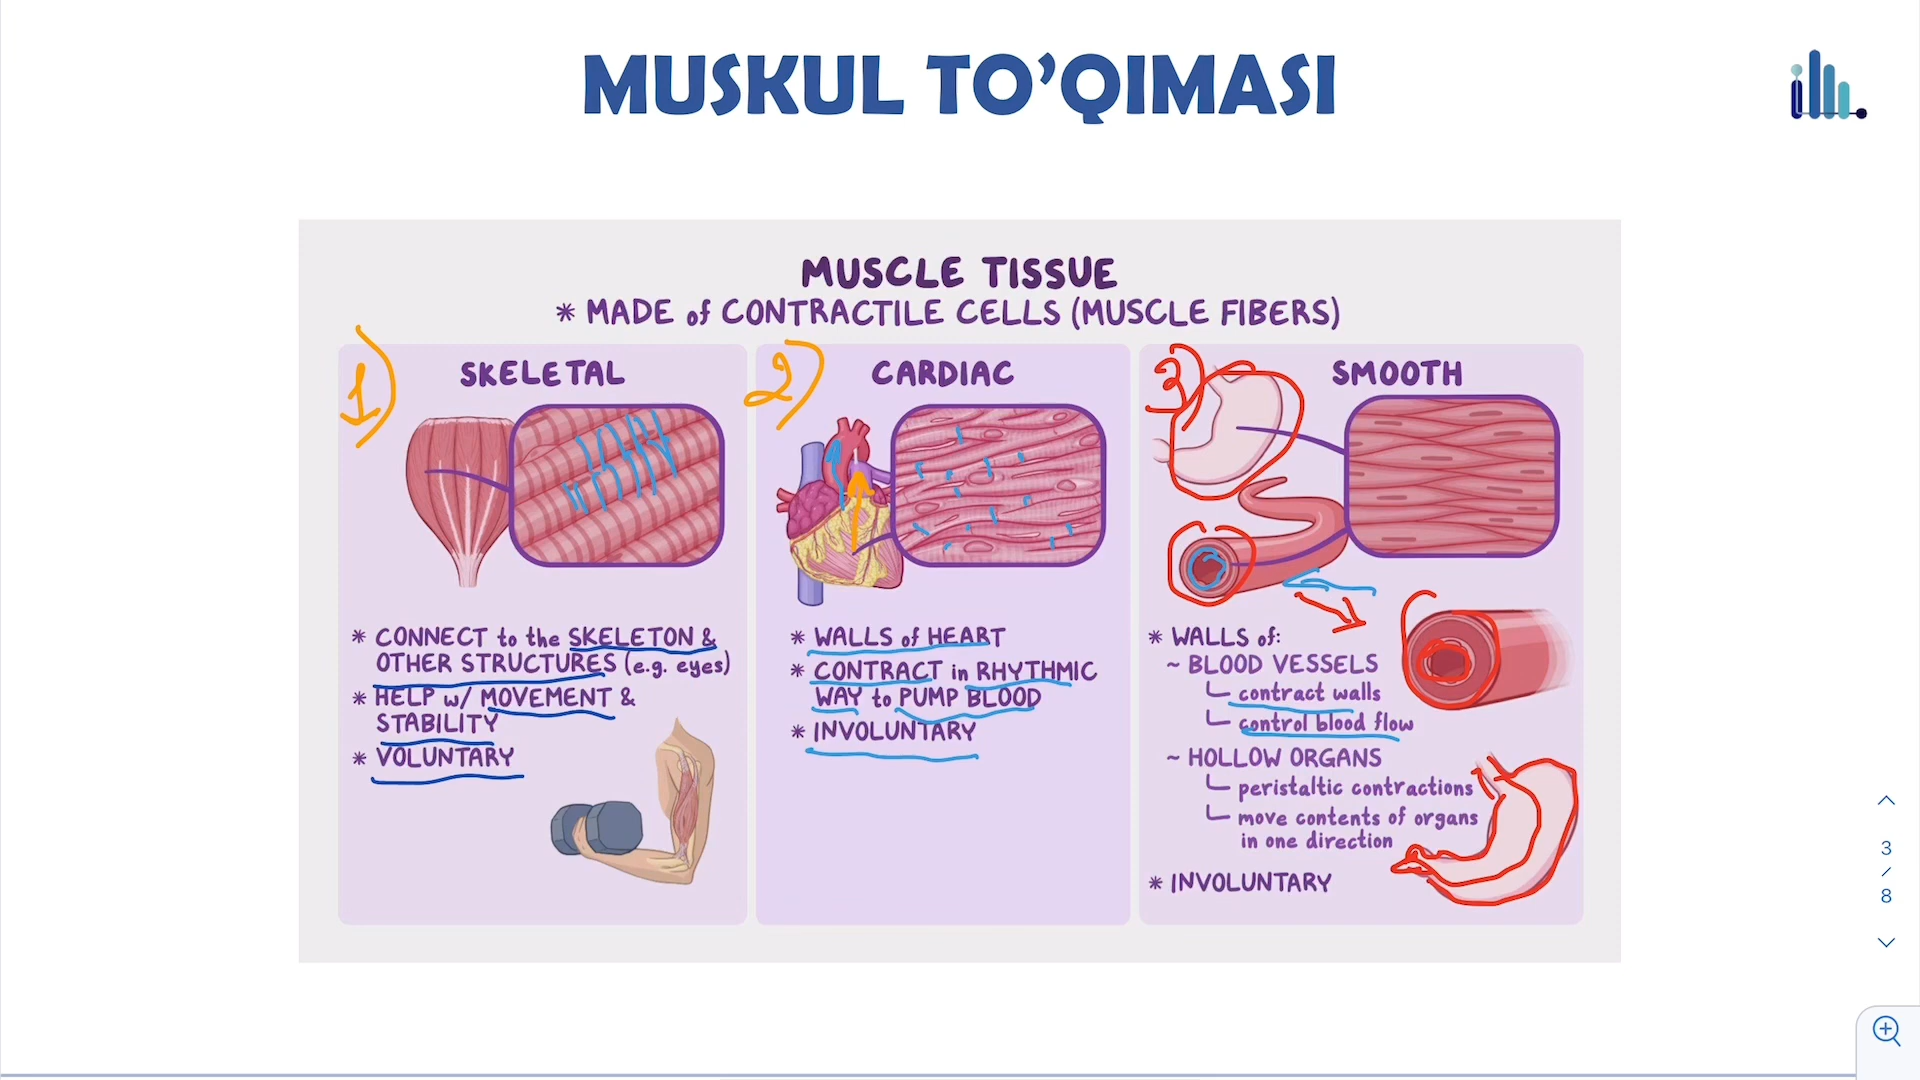 MUSKUL TO’QIMASI
MUSCLE TISSUE
* MADE of CONTRACTILE CELLS (MUSCLE FIBERS)
1)
SKELETAL
* CONNECT to the SKELETON &
OTHER STRUCTURES (e.g. eyes)
* HELP w/ MOVEMENT &
STABILITY
* VOLUNTARY
2)
CARDIAC
* WALLS of HEART
* CONTRACT in RHYTHMIC
WAY to PUMP BLOOD
* INVOLUNTARY
3)
SMOOTH
* WALLS of:
~ BLOOD VESSELS
contract walls
control blood flow
~ HOLLOW ORGANS
peristaltic contractions
move contents of organs
in one direction
* INVOLUNTARY
3
/
8